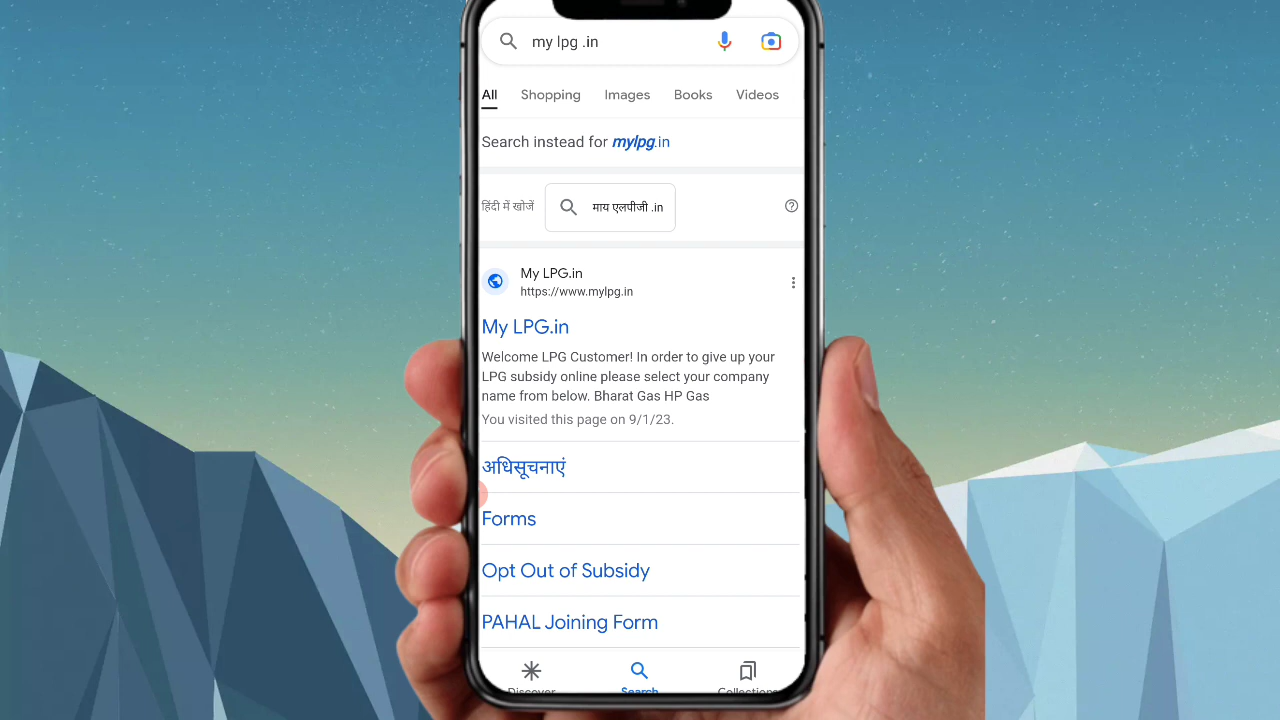 my lpg .in
All Shopping Images Books Videos
Search instead for mylpg.in
हिंदी में खोजें माय एलपीजी .in
My LPG.in
https://www.mylpg.in
My LPG.in
Welcome LPG Customer! In order to give up your
LPG subsidy online please select your company
name from below. Bharat Gas HP Gas
You visited this page on 9/1/23.
अधिसूचनाएं
Forms
Opt Out of Subsidy
PAHAL Joining Form
Discover Search Collections